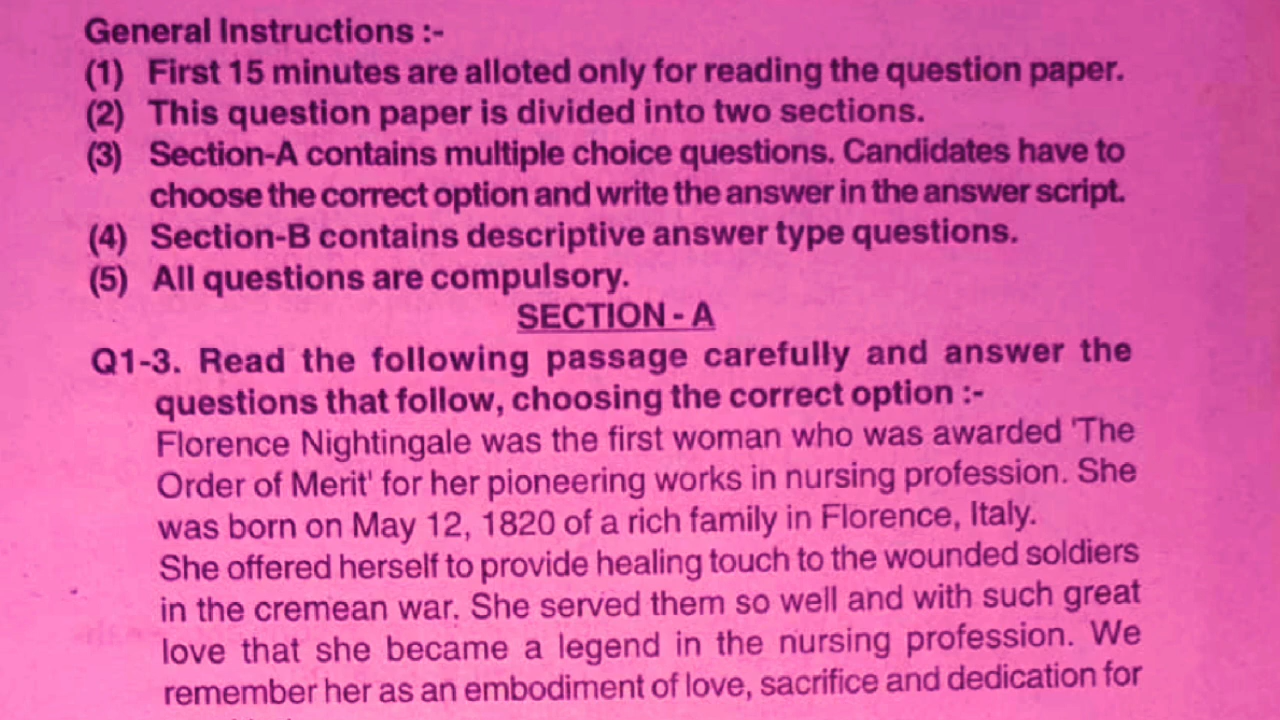 General Instructions :-
(1) First 15 minutes are alloted only for reading the question paper.
(2) This question paper is divided into two sections.
(3) Section-A contains multiple choice questions. Candidates have to
choose the correct option and write the answer in the answer script.
(4) Section-B contains descriptive answer type questions.
(5) All questions are compulsory.
SECTION - A
Q1-3. Read the following passage carefully and answer the
questions that follow, choosing the correct option :-
Florence Nightingale was the first woman who was awarded 'The
Order of Merit' for her pioneering works in nursing profession. She
was born on May 12, 1820 of a rich family in Florence, Italy.
She offered herself to provide healing touch to the wounded soldiers
in the cremean war. She served them so well and with such great
love that she became a legend in the nursing profession. We
remember her as an embodiment of love, sacrifice and dedication for